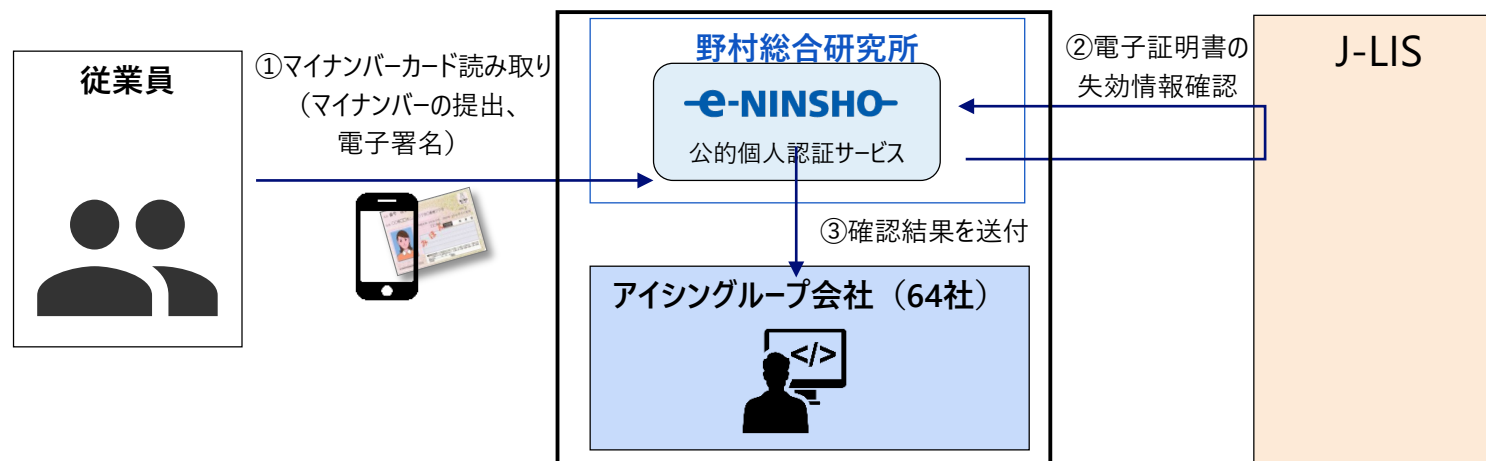 従業員
①マイナンバーカード読み取り
（マイナンバーの提出、
電子署名）
野村総合研究所
e-NINSHO
公的個人認証サービス
②電子証明書の
失効情報確認
J-LIS
③確認結果を送付
アイシングループ会社（64社）
</>